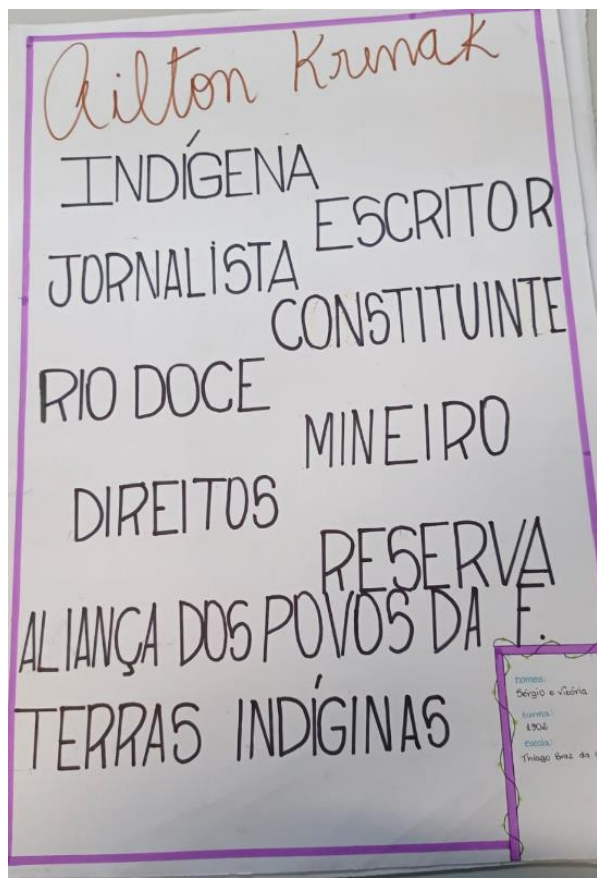 Ailton Krenak
INDÍGENA
ESCRITOR
JORNALISTA
CONSTITUINTE
RIO DOCE
MINEIRO
DIREITOS
RESERVA
ALIANÇA DOS POVOS DA F.
TERRAS INDÍGINAS
nomes:
Sérgio e Vitória
turma:
1902
escola:
Thiago Braz da